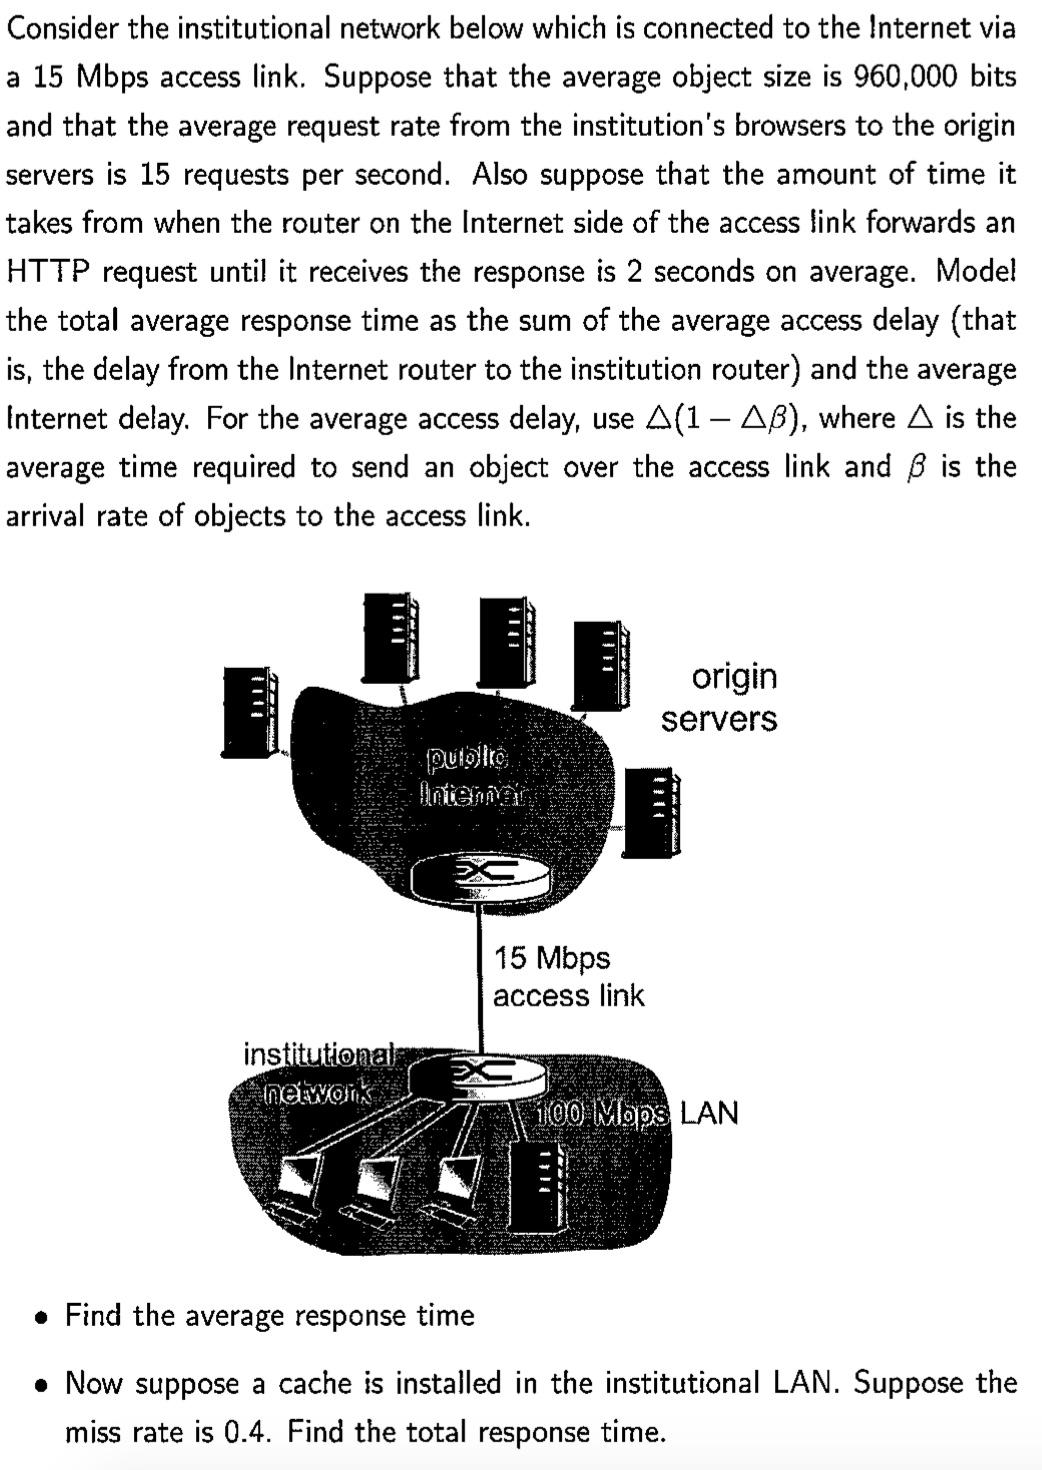 Consider the institutional network below which is connected to the Internet via
a 15 Mbps access link. Suppose that the average object size is 960,000 bits
and that the average request rate from the institution's browsers to the origin
servers is 15 requests per second. Also suppose that the amount of time it
takes from when the router on the Internet side of the access link forwards an
HTTP request until it receives the response is 2 seconds on average. Model
the total average response time as the sum of the average access delay (that
is, the delay from the Internet router to the institution router) and the average
Internet delay. For the average access delay, use Δ(1 – Δβ), where Δ is the
average time required to send an object over the access link and β is the
arrival rate of objects to the access link.
origin
servers
public
Internet
15 Mbps
access link
institutional
network
100 Mbps LAN
• Find the average response time
• Now suppose a cache is installed in the institutional LAN. Suppose the
miss rate is 0.4. Find the total response time.